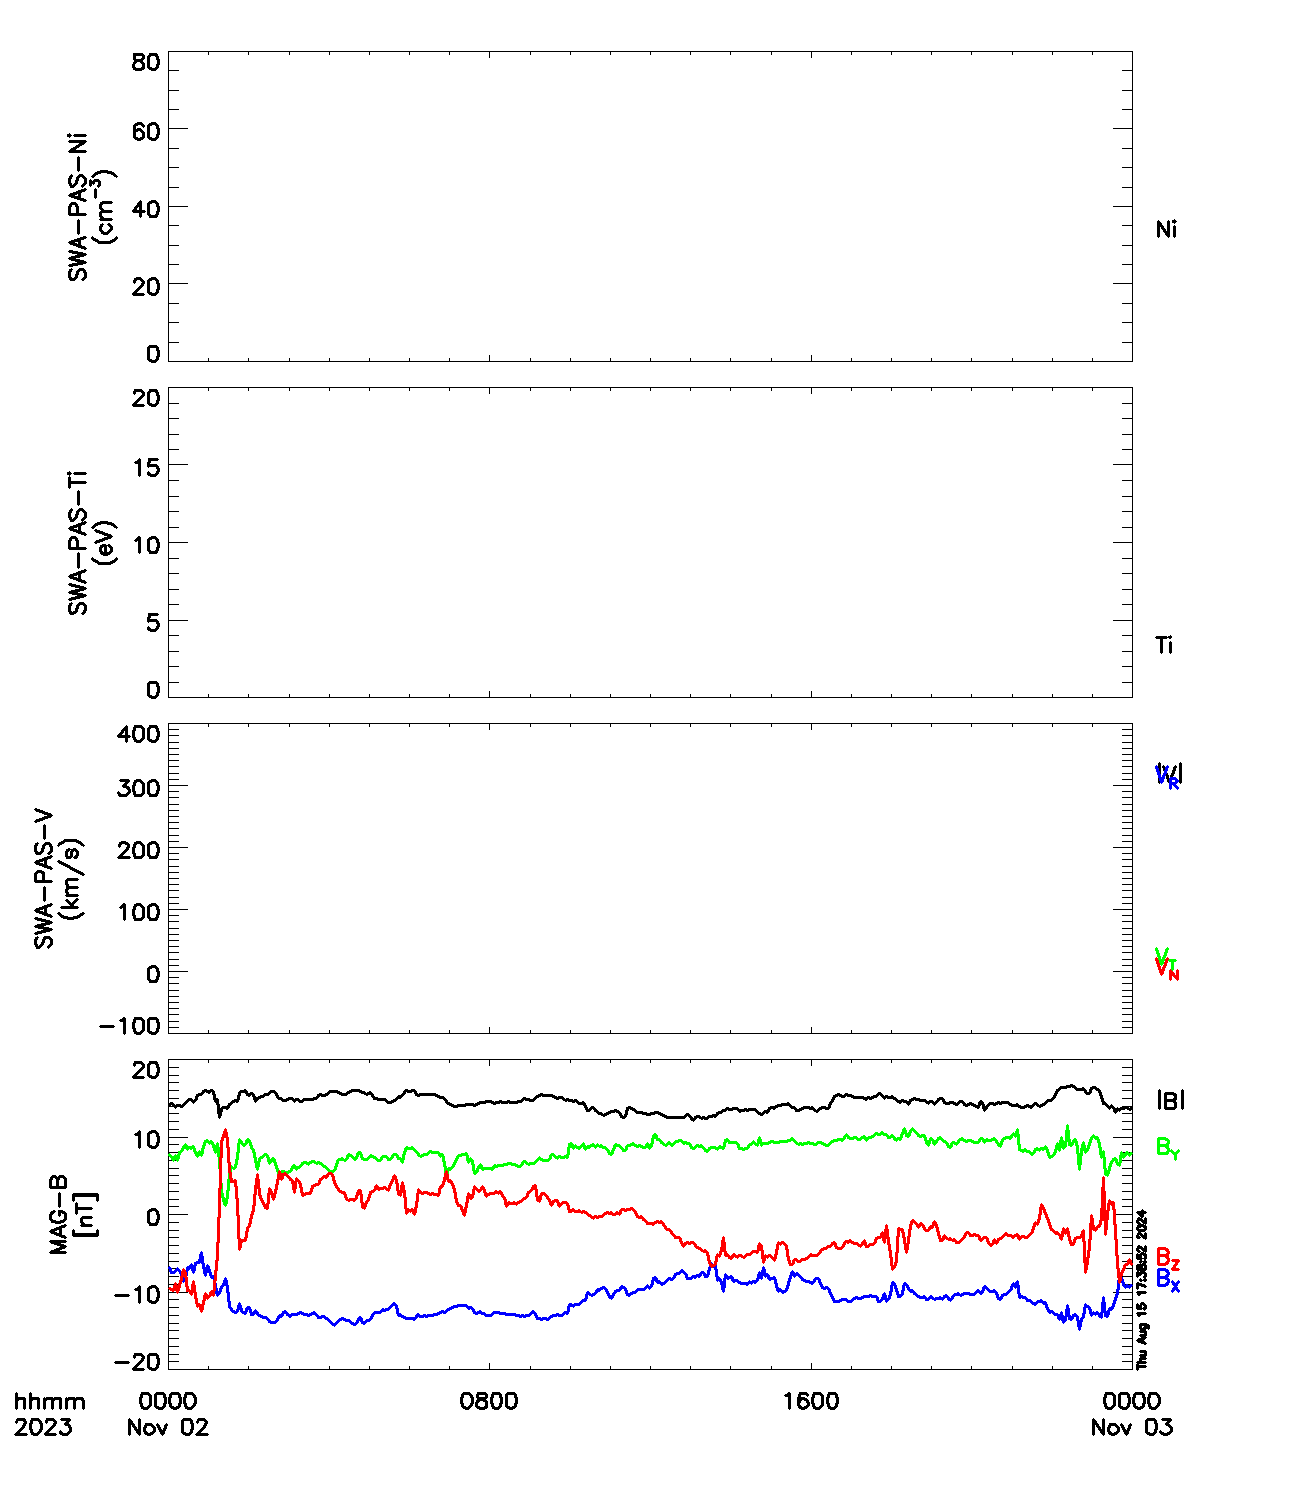 80
60
40
20
0
SWA-PAS-Ni
(cm-3)
Ni
20
15
10
5
0
SWA-PAS-Ti
(eV)
Ti
400
300
200
100
0
-100
SWA-PAS-V
(km/s)
|V|
VR
VT
VN
20
10
0
-10
-20
MAG-B
[nT]
|B|
BY
BZ
BX
Thu Aug 15 17:38:52 2024
hhmm 0000 0800 1600 0000
2023 Nov 02 Nov 03